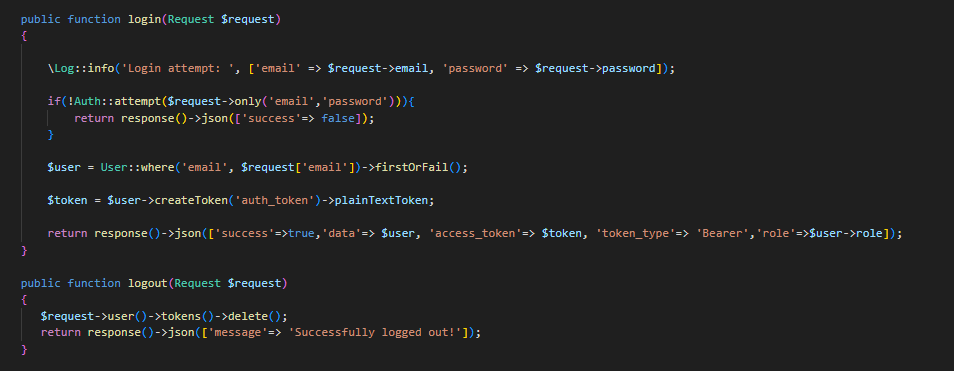 public function login(Request $request)
{
\Log::info('Login attempt: ', ['email' => $request->email, 'password' => $request->password]);
if(!Auth::attempt($request->only('email','password'))){
return response()->json(['success'=> false]);
}
$user = User::where('email', $request['email'])->firstOrFail();
$token = $user->createToken('auth_token')->plainTextToken;
return response()->json(['success'=>true,'data'=> $user, 'access_token'=> $token, 'token_type'=> 'Bearer','role'=>$user->role]);
}
public function logout(Request $request)
{
$request->user()->tokens()->delete();
return response()->json(['message'=> 'Successfully logged out!']);
}